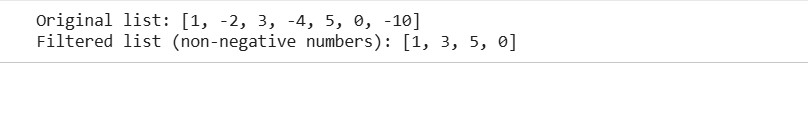 Original list: [1, -2, 3, -4, 5, 0, -10]
Filtered list (non-negative numbers): [1, 3, 5, 0]